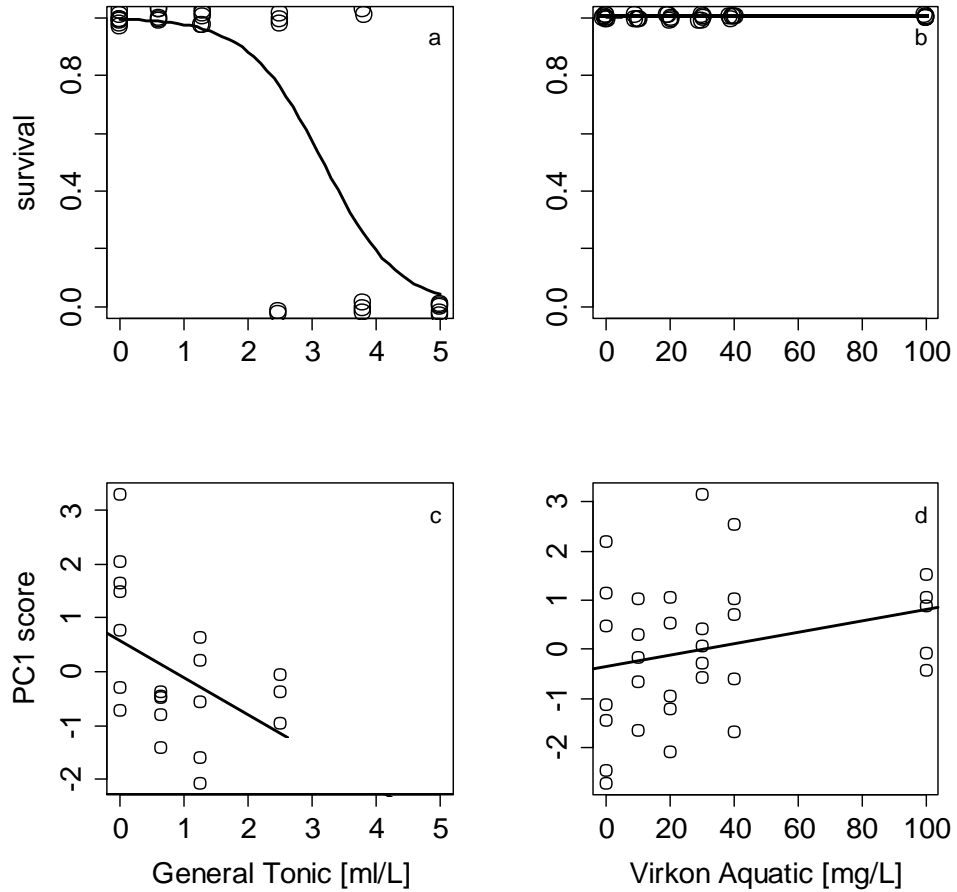 a
b
survival
0.8
0.4
0.0
0.8
0.4
0.0
0 1 2 3 4 5
0 20 40 60 80 100
c
d
PC1 score
3
2
1
0
-1
-2
3
2
1
0
-1
-2
0 1 2 3 4 5
0 20 40 60 80 100
General Tonic [ml/L]
Virkon Aquatic [mg/L]